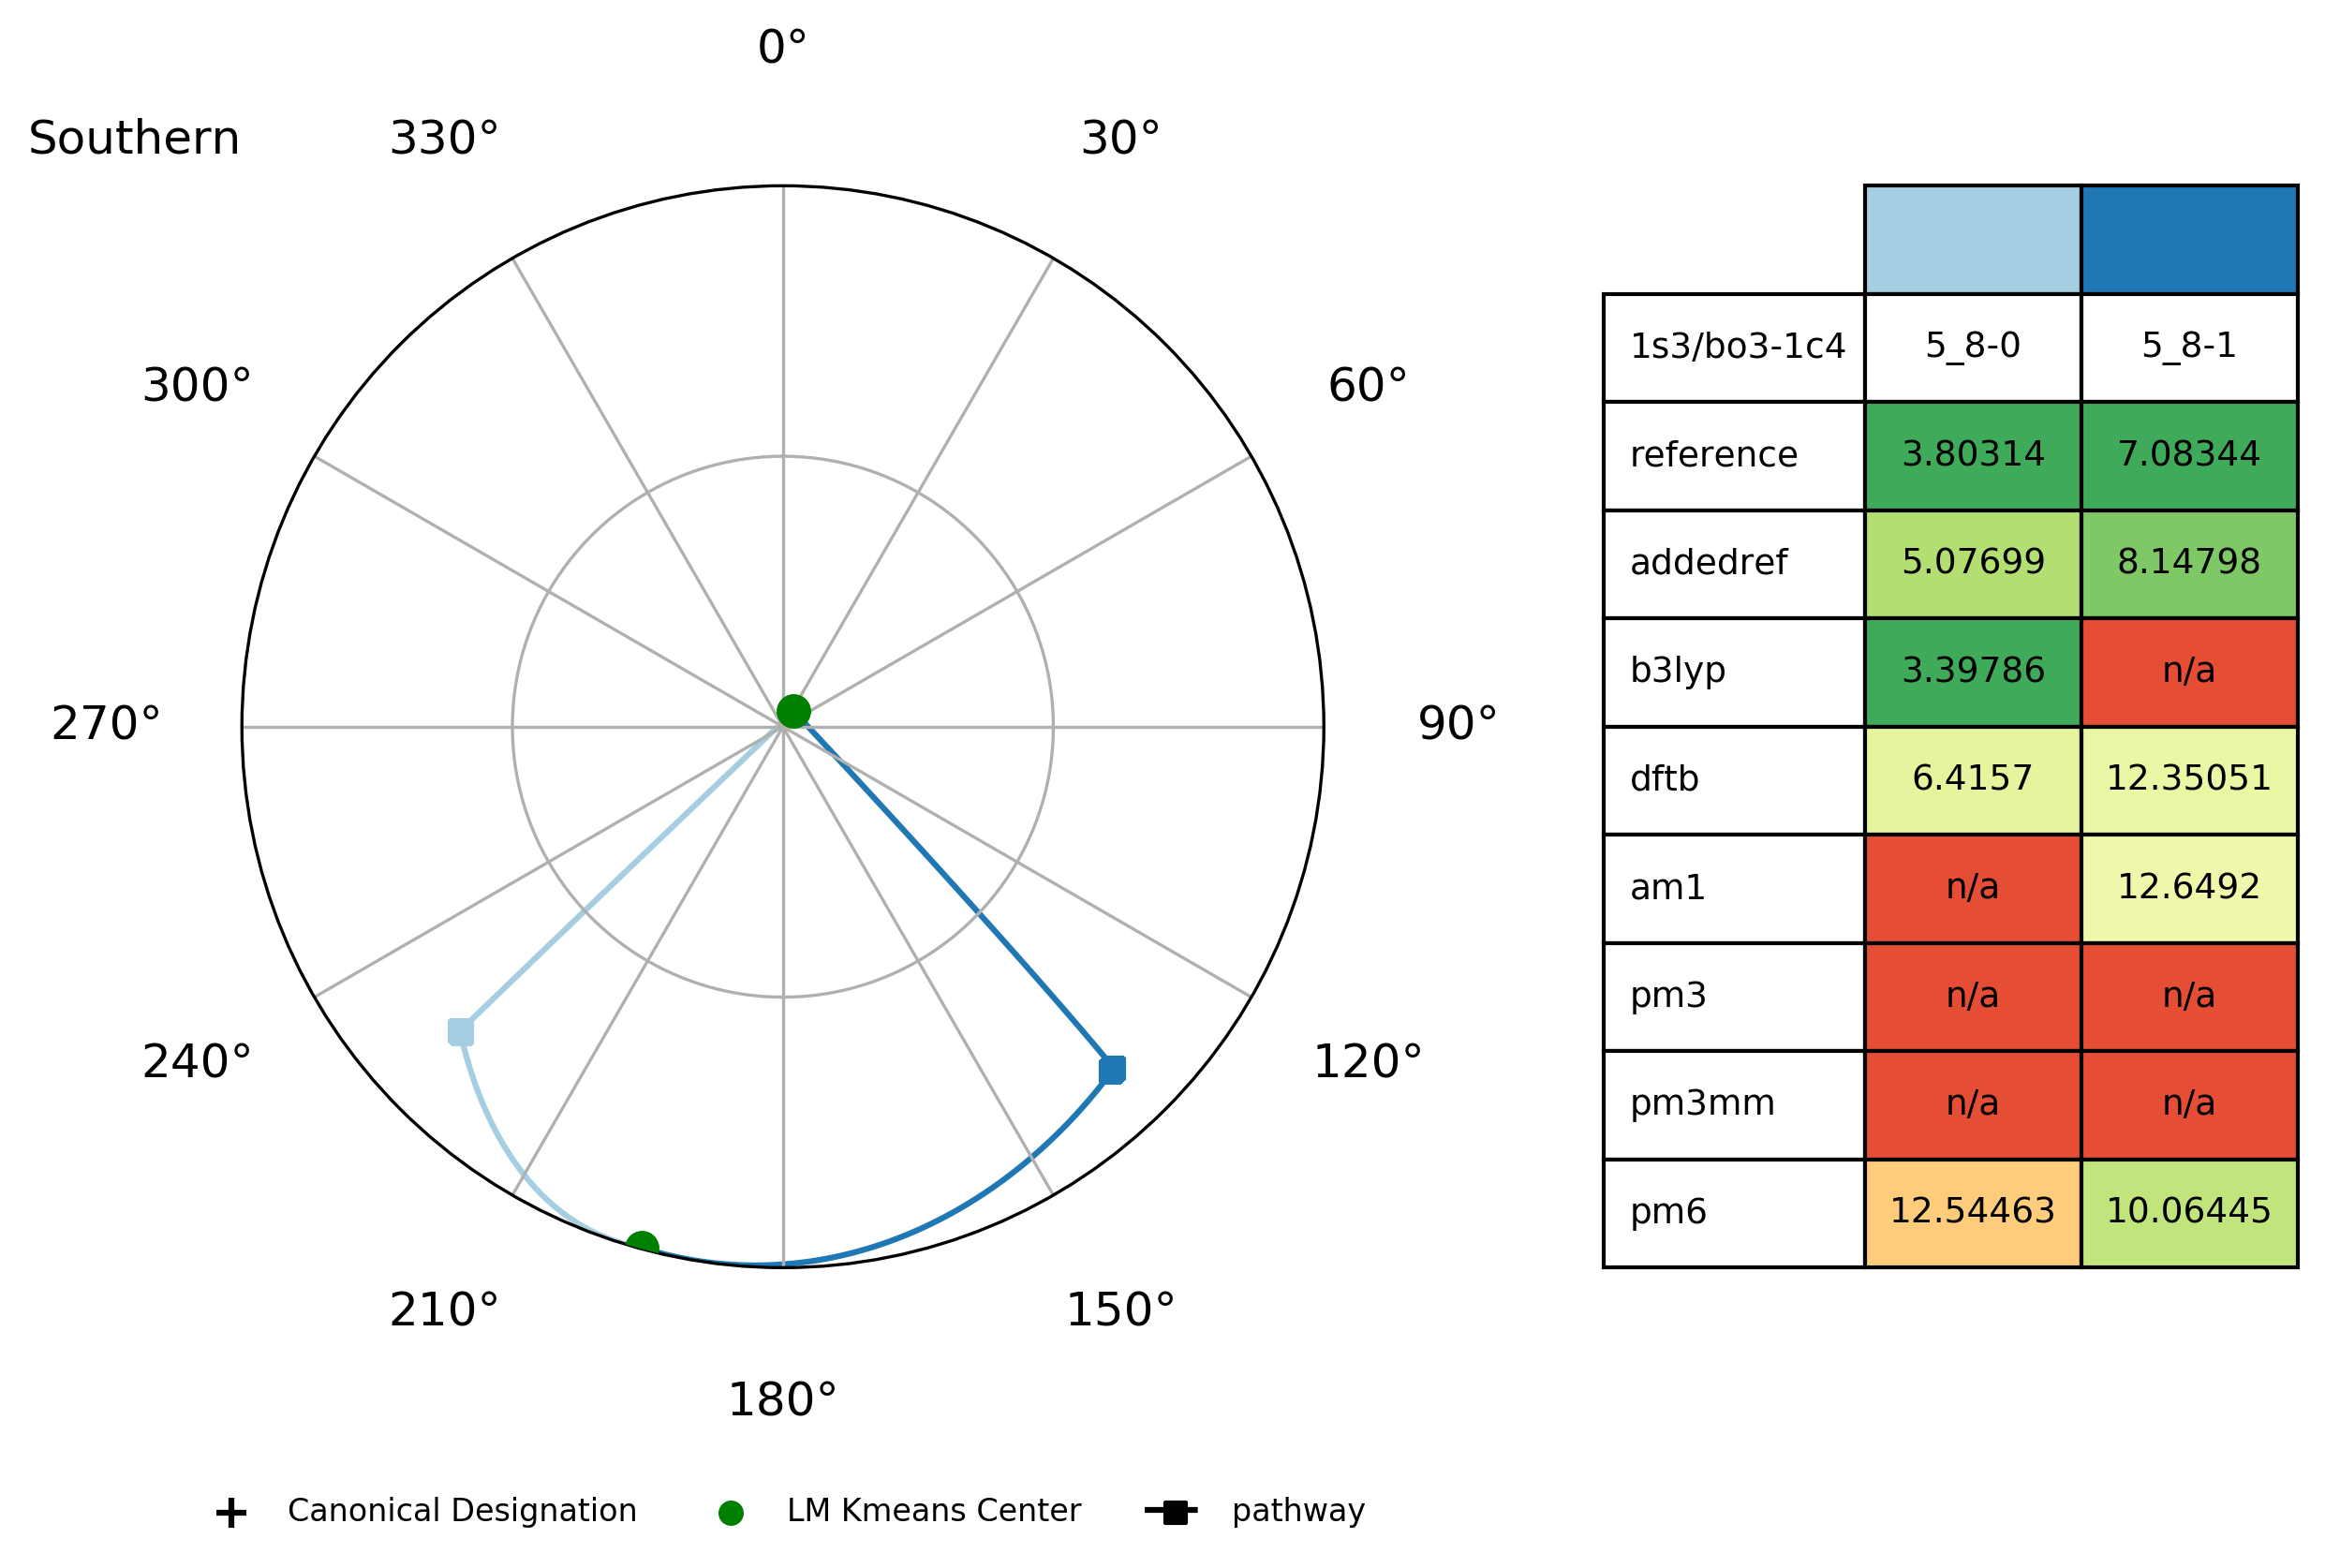 0°
Southern
330°
30°
300°
60°
270°
90°
240°
120°
210°
150°
180°
1s3/bo3-1c4 5_8-0 5_8-1
reference 3.80314 7.08344
addedref 5.07699 8.14798
b3lyp 3.39786 n/a
dftb 6.4157 12.35051
am1 n/a 12.6492
pm3 n/a n/a
pm3mm n/a n/a
pm6 12.54463 10.06445
Canonical Designation LM Kmeans Center pathway